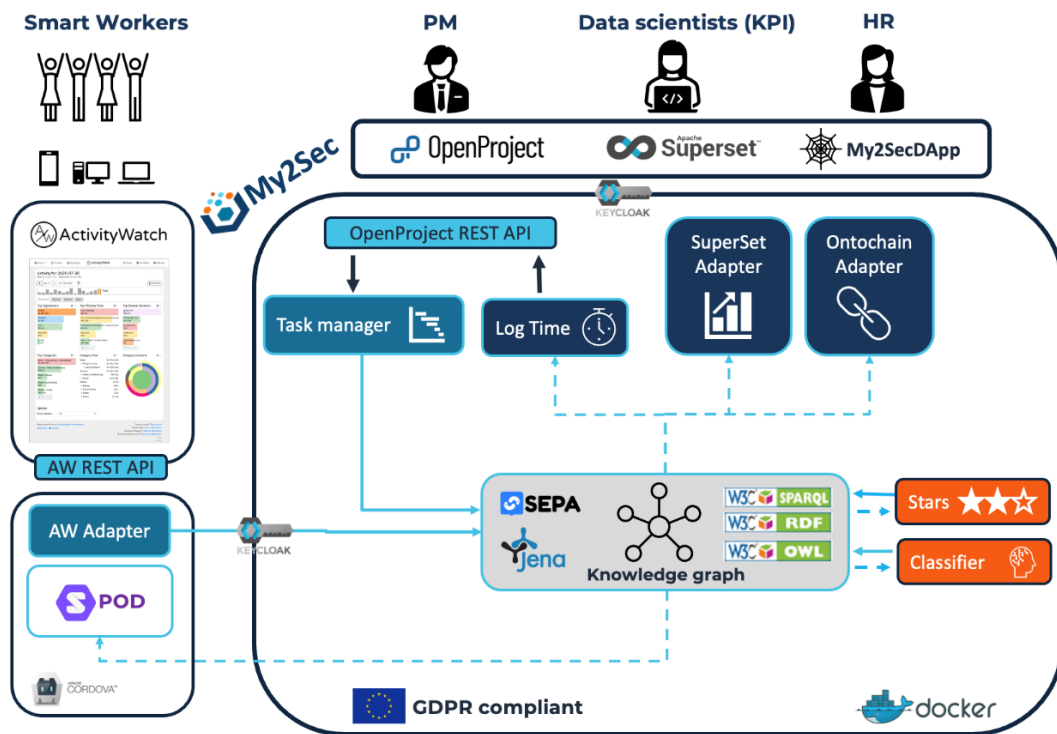 Smart Workers
PM
Data scientists (KPI)
HR
OpenProject
Apache
Superset™
My2SecDApp
My2Sec
KEYCLOAK
ActivityWatch
OpenProject REST API
SuperSet
Adapter
Ontochain
Adapter
Task manager
Log Time
AW REST API
AW Adapter
KEYCLOAK
SEPA
Jena
Knowledge graph
W3C SPARQL
W3C RDF
W3C OWL
Stars
Classifier
S POD
APACHE
CORDOVA™
GDPR compliant
docker